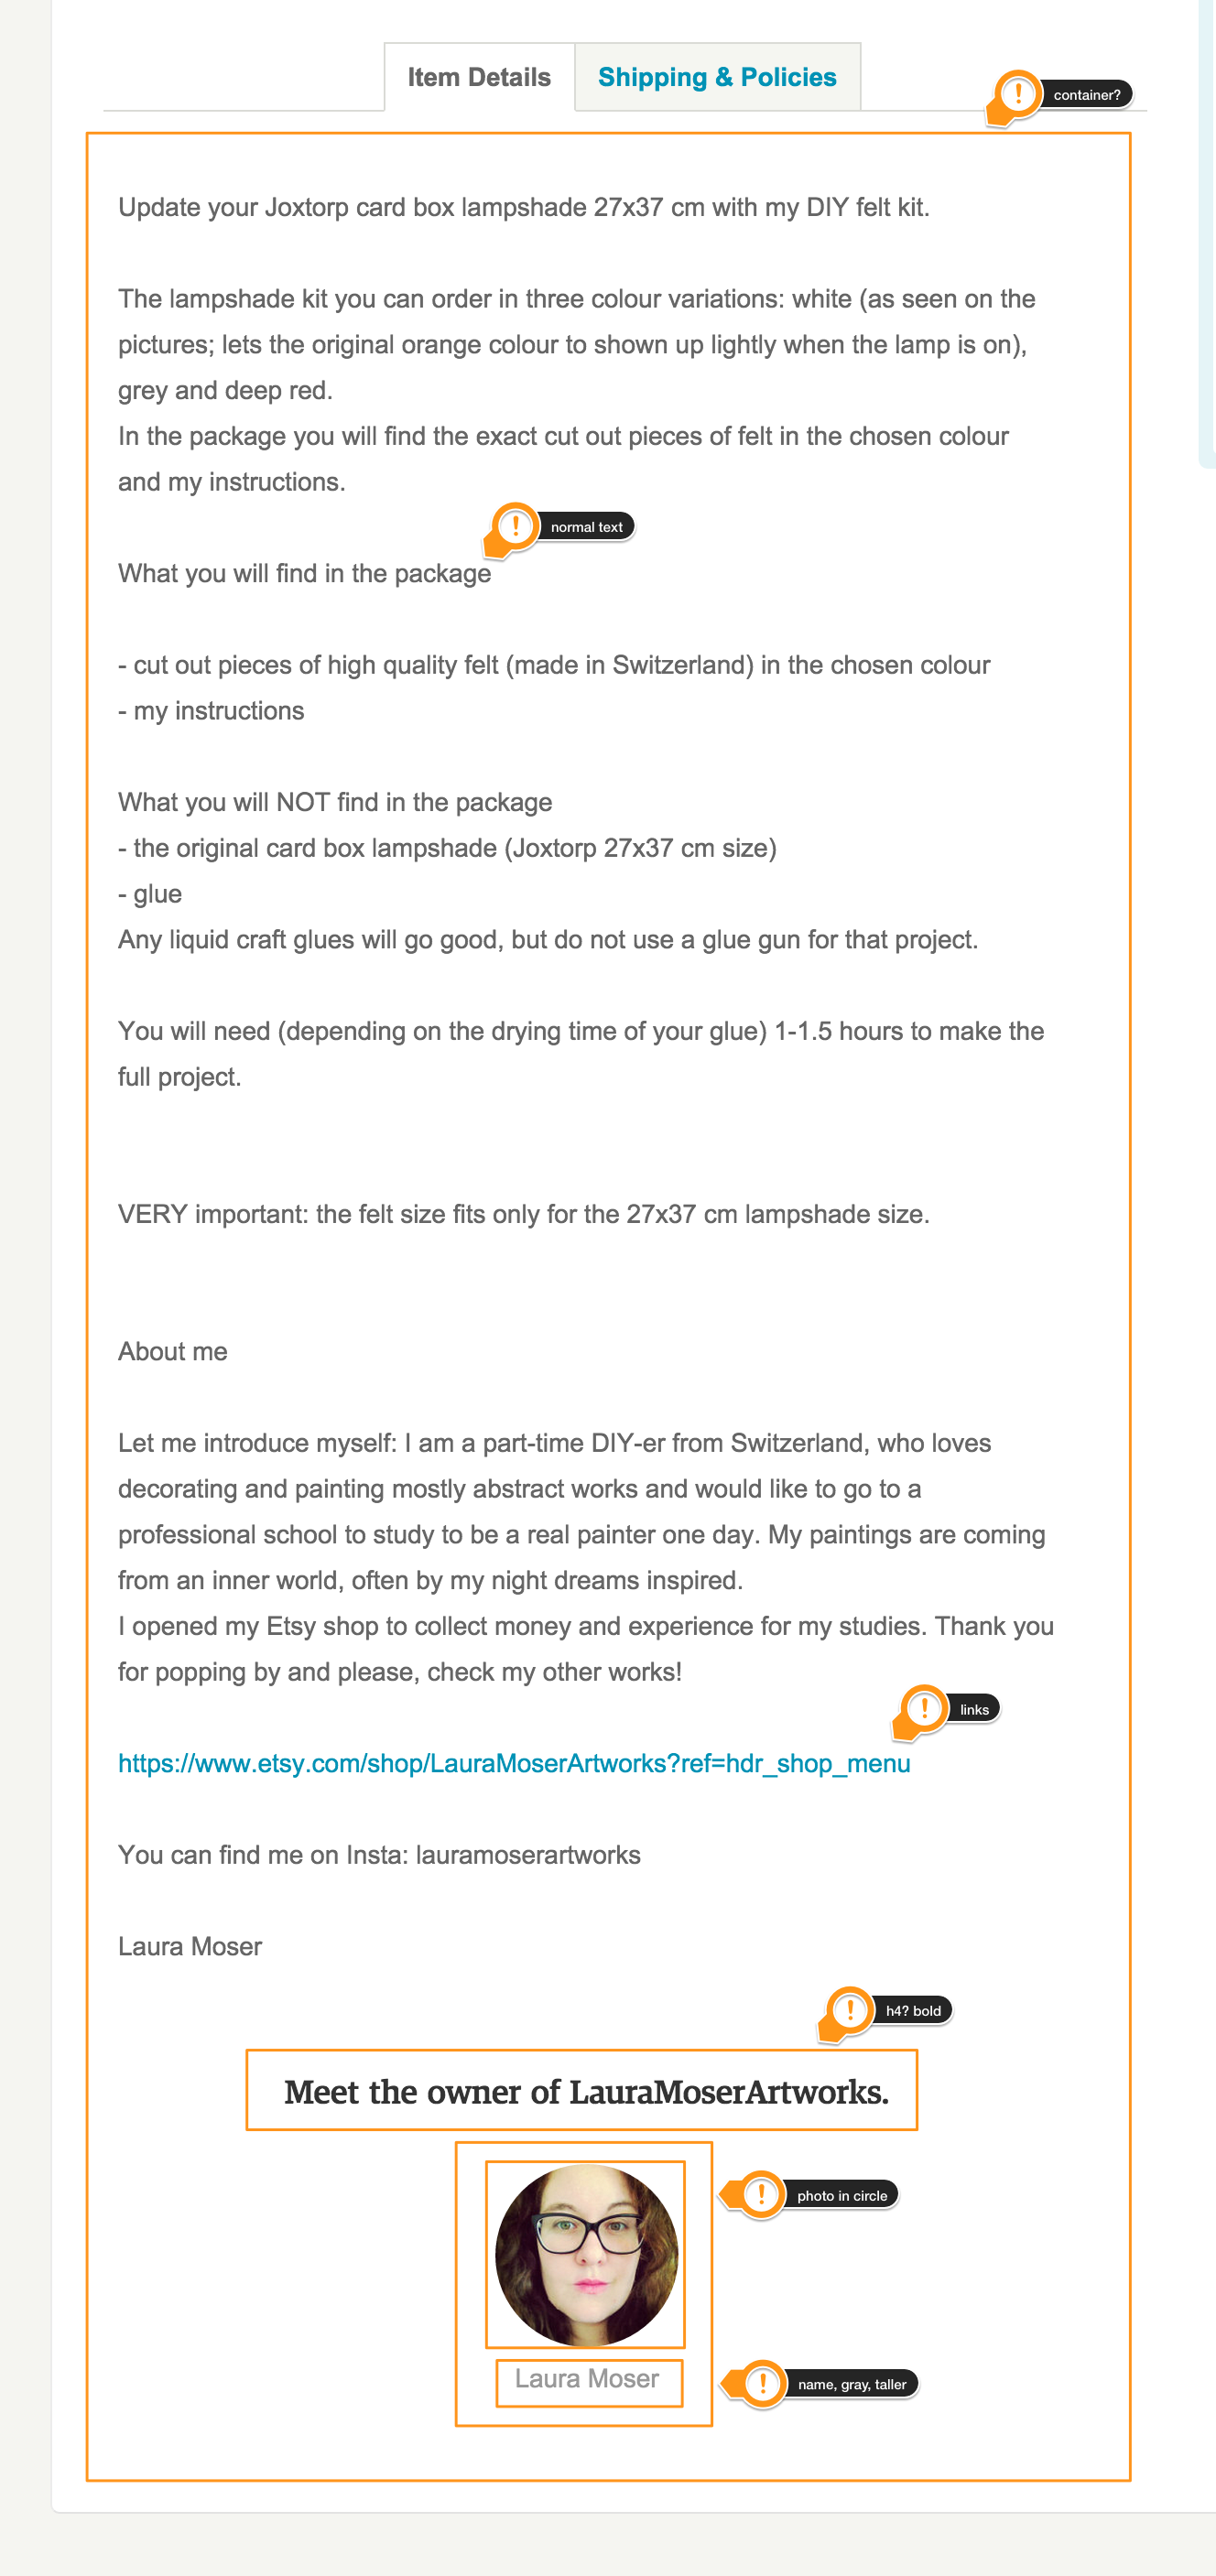 Item Details Shipping & Policies
container?
Update your Joxtorp card box lampshade 27x37 cm with my DIY felt kit.
The lampshade kit you can order in three colour variations: white (as seen on the
pictures; lets the original orange colour to shown up lightly when the lamp is on),
grey and deep red.
In the package you will find the exact cut out pieces of felt in the chosen colour
and my instructions.
normal text
What you will find in the package
- cut out pieces of high quality felt (made in Switzerland) in the chosen colour
- my instructions
What you will NOT find in the package
- the original card box lampshade (Joxtorp 27x37 cm size)
- glue
Any liquid craft glues will go good, but do not use a glue gun for that project.
You will need (depending on the drying time of your glue) 1-1.5 hours to make the
full project.
VERY important: the felt size fits only for the 27x37 cm lampshade size.
About me
Let me introduce myself: I am a part-time DIY-er from Switzerland, who loves
decorating and painting mostly abstract works and would like to go to a
professional school to study to be a real painter one day. My paintings are coming
from an inner world, often by my night dreams inspired.
I opened my Etsy shop to collect money and experience for my studies. Thank you
for popping by and please, check my other works!
links
https://www.etsy.com/shop/LauraMoserArtworks?ref=hdr_shop_menu
You can find me on Insta: lauramoserartworks
Laura Moser
h4? bold
Meet the owner of LauraMoserArtworks.
photo in circle
Laura Moser
name, gray, taller